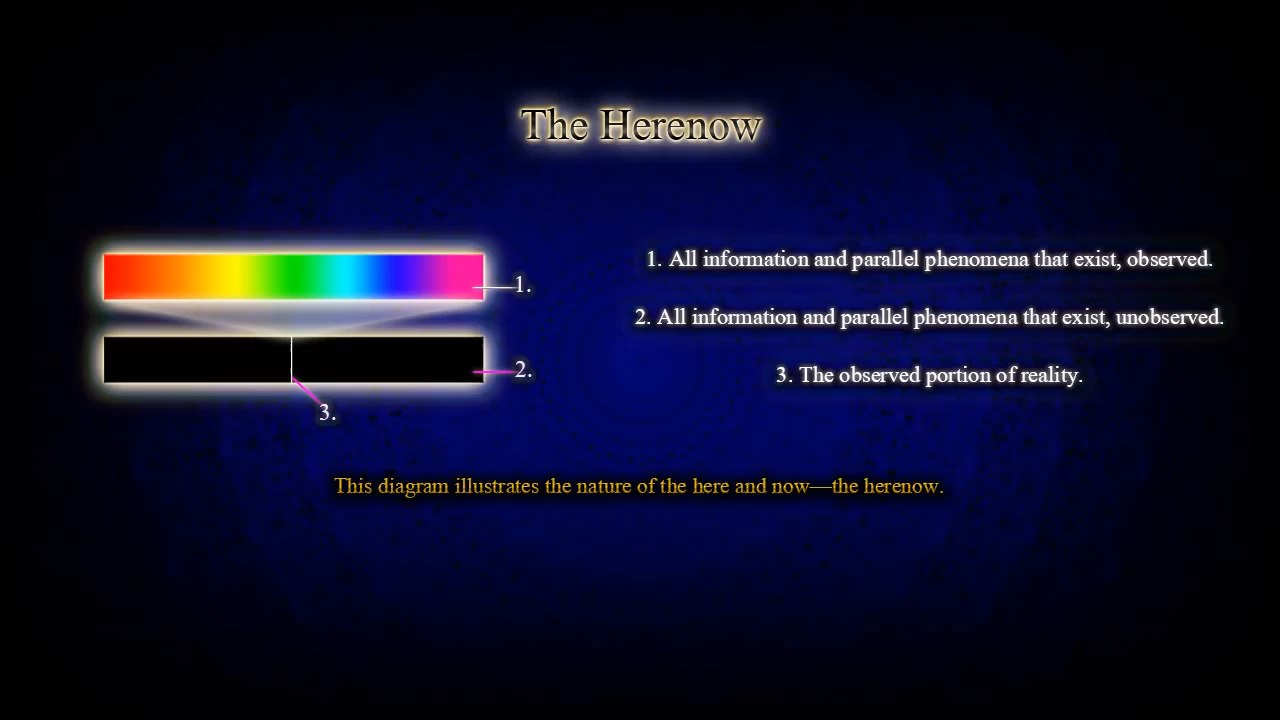 The Herenow
1.
2.
3.
1. All information and parallel phenomena that exist, observed.
2. All information and parallel phenomena that exist, unobserved.
3. The observed portion of reality.
This diagram illustrates the nature of the here and now—the herenow.